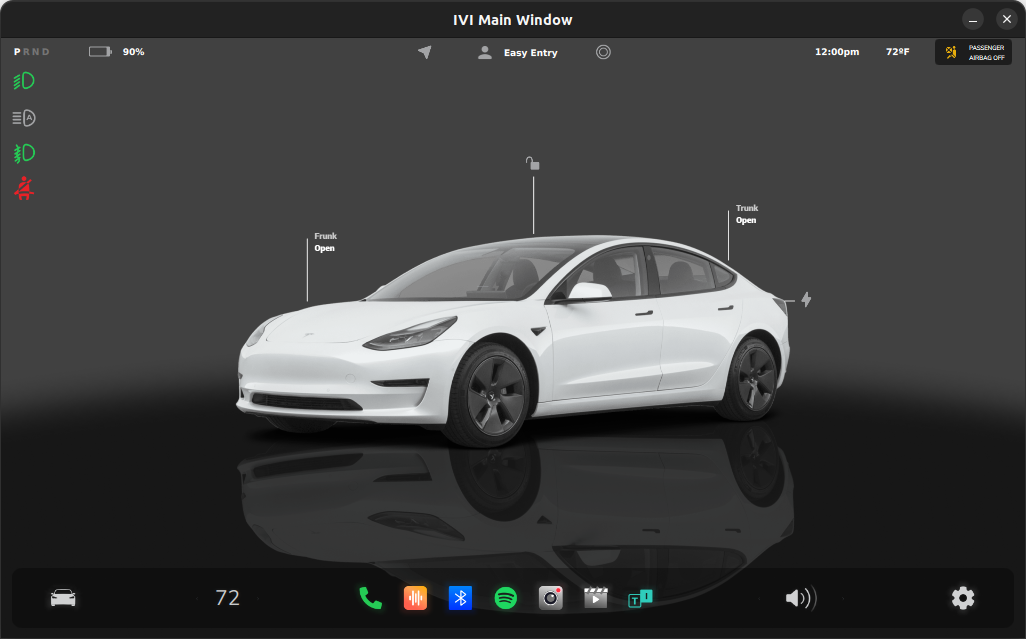 IVI Main Window
P R N D
90%
Easy Entry
12:00pm
72ºF
PASSENGER
AIRBAG OFF
A
Trunk
Open
Frunk
Open
72
T I